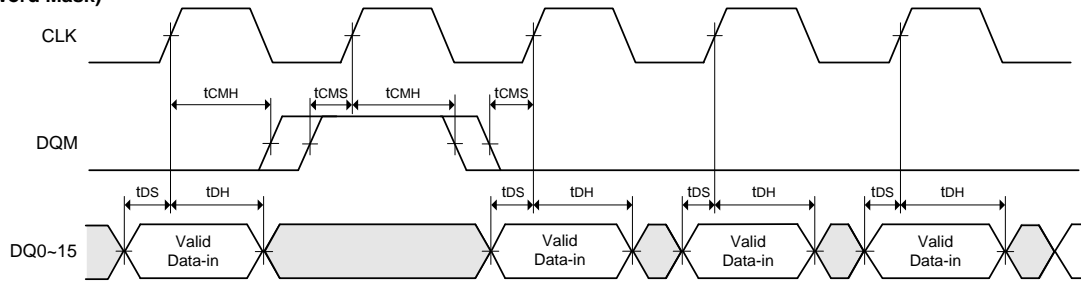 Word Mask)
CLK
tCMH
tCMS
tCMH
tCMS
DQM
tDS
tDH
tDS
tDH
tDS
tDH
tDS
tDH
DQ0~15
Valid
Data-in
Valid
Data-in
Valid
Data-in
Valid
Data-in